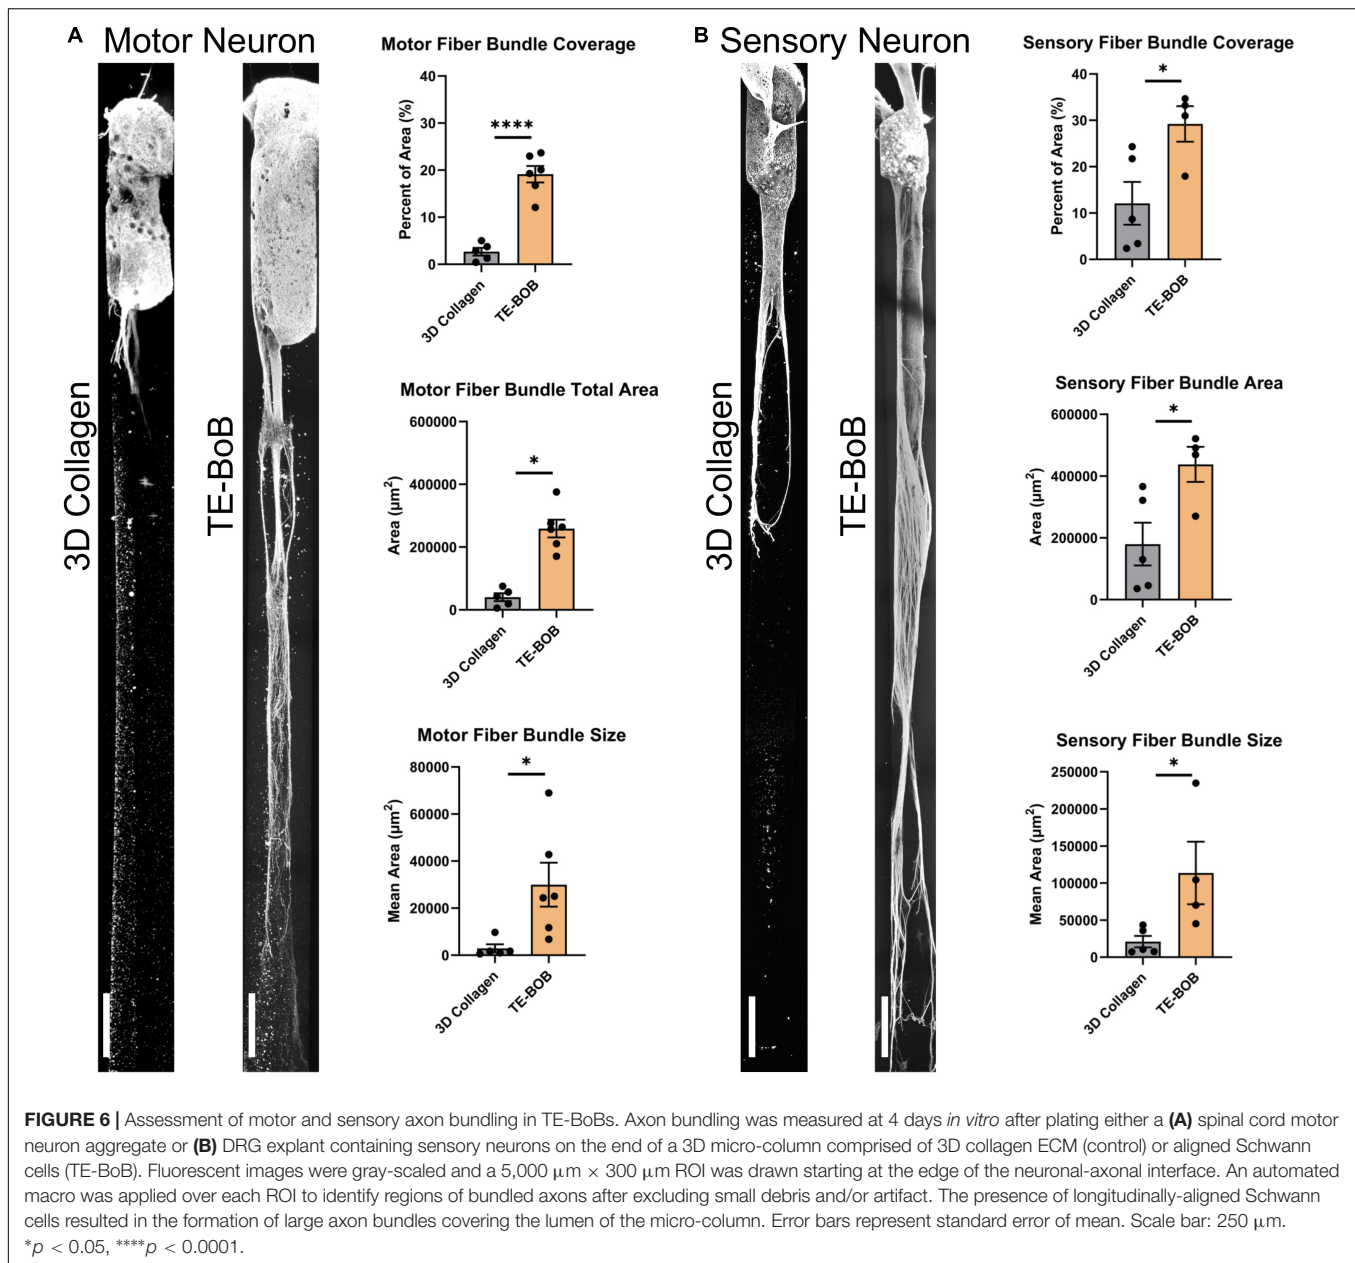 A Motor Neuron
3D Collagen
TE-BoB
Motor Fiber Bundle Coverage
Percent of Area (%)
40
30
20
10
0
****
3D Collagen
TE-BOB
Motor Fiber Bundle Total Area
Area (µm²)
600000
400000
200000
0
*
3D Collagen
TE-BOB
Motor Fiber Bundle Size
Mean Area (µm²)
80000
60000
40000
20000
0
*
3D Collagen
TE-BOB
B Sensory Neuron
3D Collagen
TE-BoB
Sensory Fiber Bundle Coverage
Percent of Area (%)
40
30
20
10
0
*
3D Collagen
TE-BOB
Sensory Fiber Bundle Area
Area (µm²)
600000
400000
200000
0
*
3D Collagen
TE-BOB
Sensory Fiber Bundle Size
Mean Area (µm²)
250000
200000
150000
100000
50000
0
*
3D Collagen
TE-BOB
FIGURE 6 | Assessment of motor and sensory axon bundling in TE-BoBs. Axon bundling was measured at 4 days in vitro after plating either a (A) spinal cord motor
neuron aggregate or (B) DRG explant containing sensory neurons on the end of a 3D micro-column comprised of 3D collagen ECM (control) or aligned Schwann
cells (TE-BoB). Fluorescent images were gray-scaled and a 5,000 µm × 300 µm ROI was drawn starting at the edge of the neuronal-axonal interface. An automated
macro was applied over each ROI to identify regions of bundled axons after excluding small debris and/or artifact. The presence of longitudinally-aligned Schwann
cells resulted in the formation of large axon bundles covering the lumen of the micro-column. Error bars represent standard error of mean. Scale bar: 250 µm.
*p < 0.05, ****p < 0.0001.